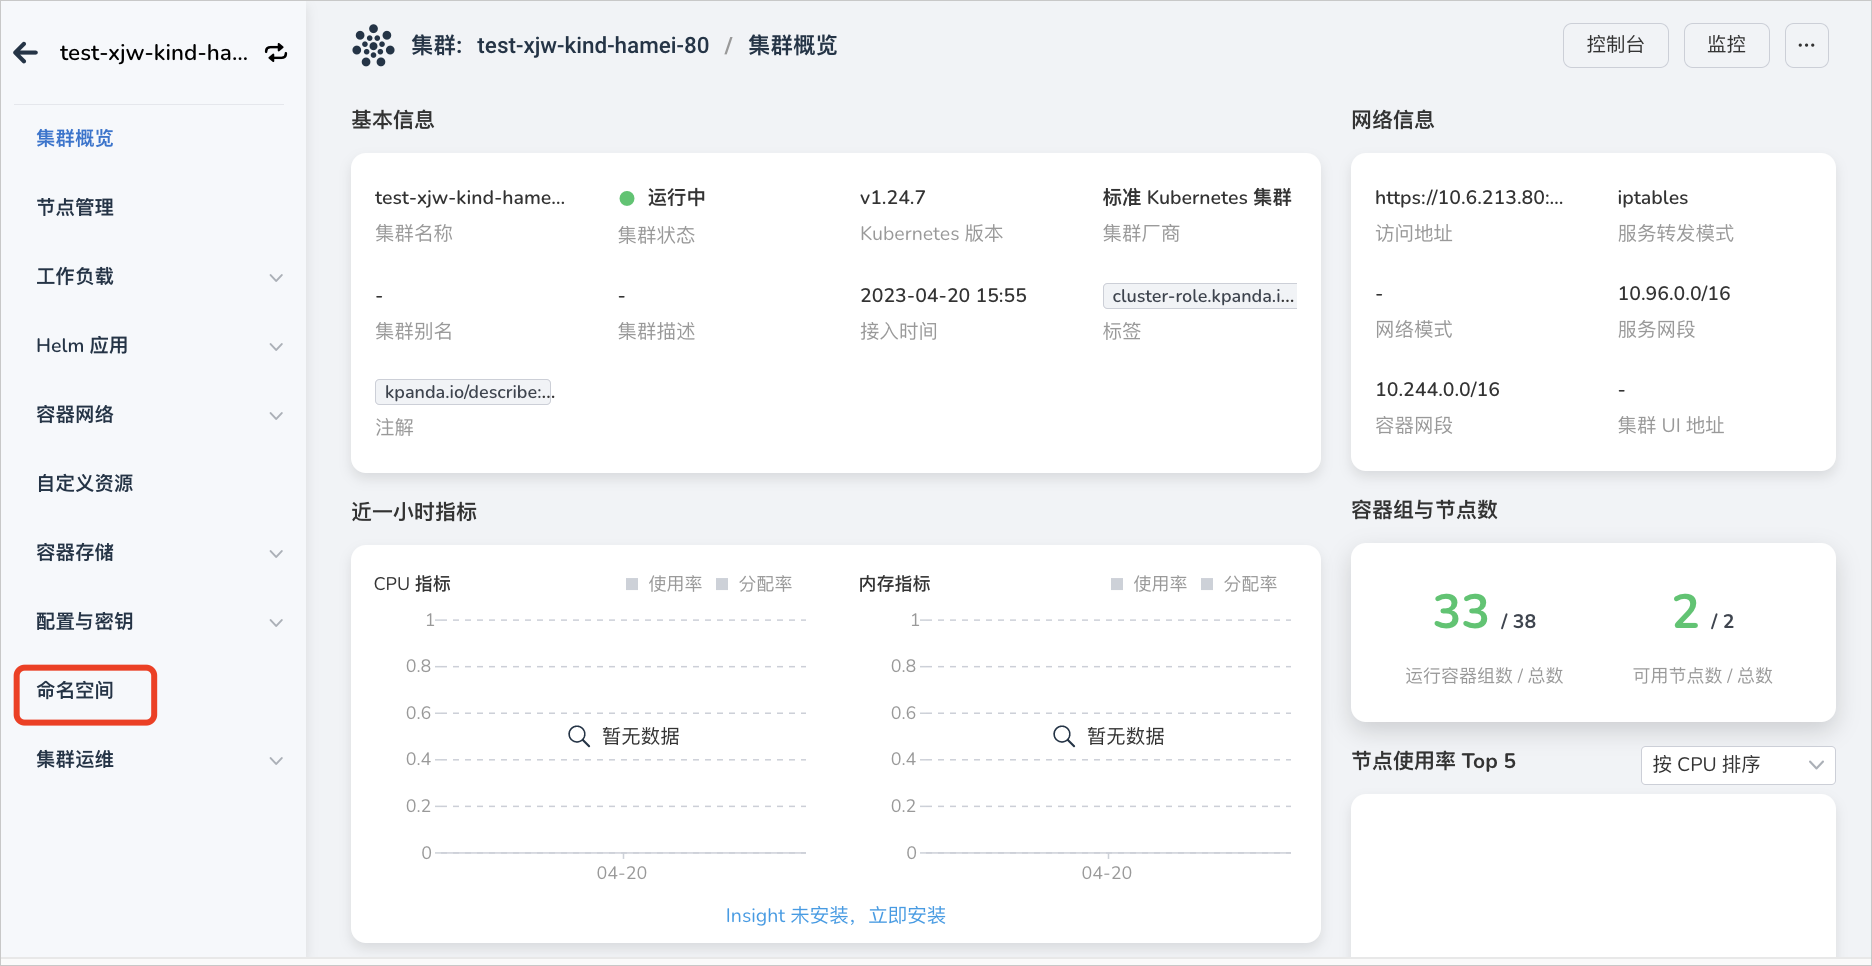 test-xjw-kind-ha...
集群概览
节点管理
工作负载
Helm 应用
容器网络
自定义资源
容器存储
配置与密钥
命名空间
集群运维
集群: test-xjw-kind-hamei-80 / 集群概览
控制台
监控
...
基本信息
test-xjw-kind-hame...
集群名称
运行中
集群状态
v1.24.7
Kubernetes 版本
标准 Kubernetes 集群
集群厂商
-
集群别名
-
集群描述
2023-04-20 15:55
接入时间
cluster-role.kpanda.i...
标签
kpanda.io/describe:...
注解
网络信息
https://10.6.213.80:...
访问地址
iptables
服务转发模式
-
网络模式
10.96.0.0/16
服务网段
10.244.0.0/16
容器网段
-
集群 UI 地址
近一小时指标
CPU 指标
使用率 分配率
1
0.8
0.6
0.4
0.2
0
暂无数据
04-20
内存指标
使用率 分配率
1
0.8
0.6
0.4
0.2
0
暂无数据
04-20
Insight 未安装，立即安装
容器组与节点数
33 / 38
运行容器组数 / 总数
2 / 2
可用节点数 / 总数
节点使用率 Top 5
按 CPU 排序